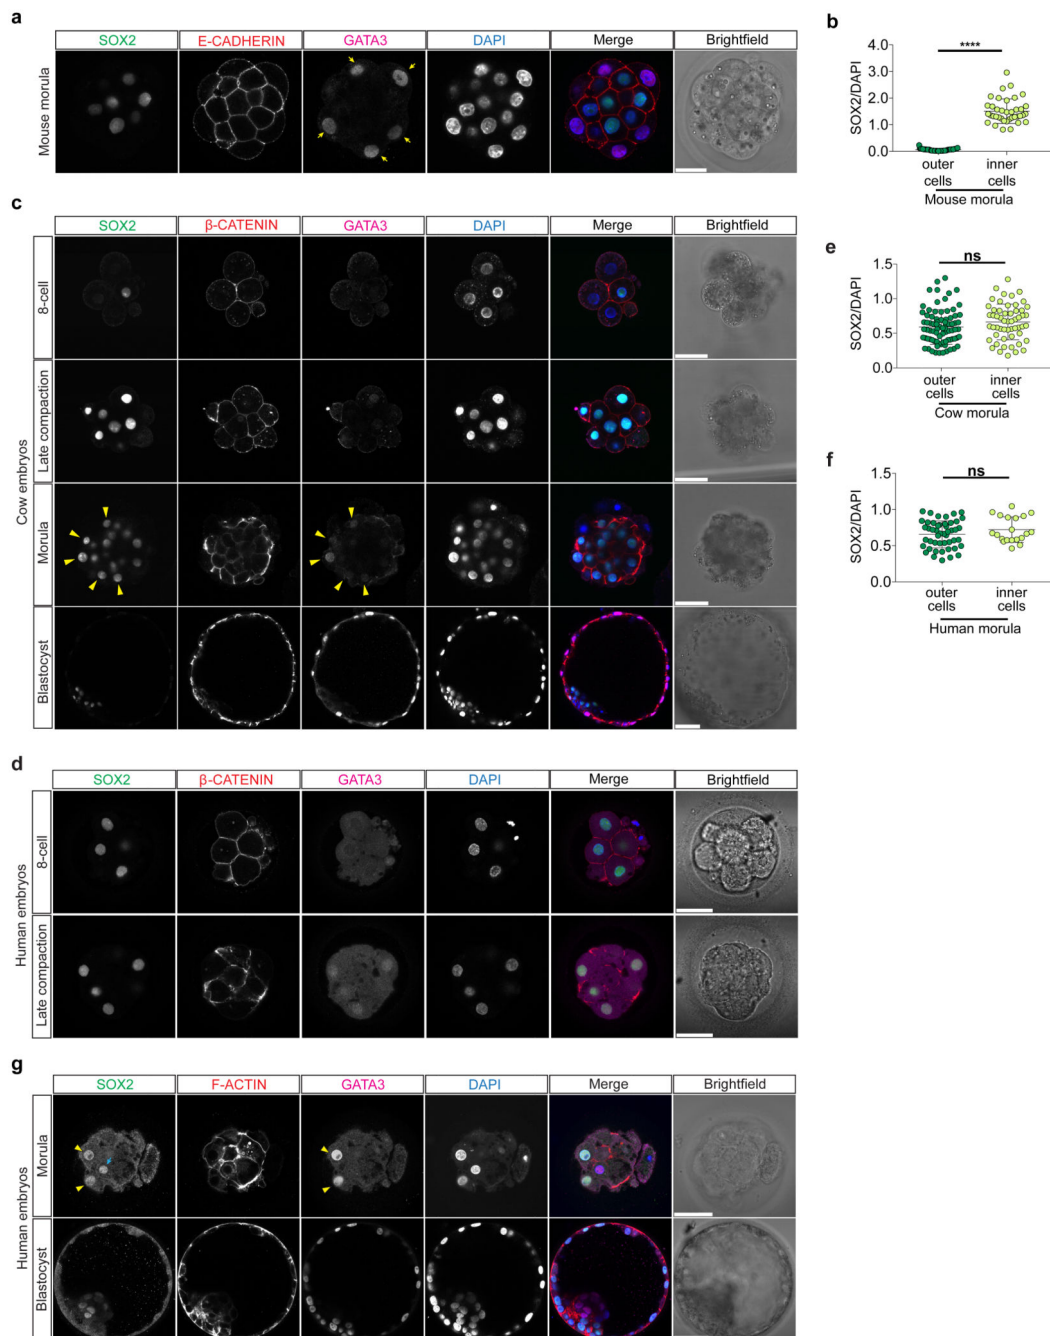 a
SOX2 E-CADHERIN GATA3 DAPI Merge Brightfield
Mouse morula
b
SOX2/DAPI
4.0
3.0
2.0
1.0
0.0
****
outer cells
inner cells
Mouse morula
c
SOX2 β-CATENIN GATA3 DAPI Merge Brightfield
Cow embryos
8-cell
Late compaction
Morula
Blastocyst
e
SOX2/DAPI
1.5
1.0
0.5
0.0
ns
outer cells
inner cells
Cow morula
f
SOX2/DAPI
1.5
1.0
0.5
0.0
ns
outer cells
inner cells
Human morula
d
SOX2 β-CATENIN GATA3 DAPI Merge Brightfield
Human embryos
8-cell
Late compaction
g
SOX2 F-ACTIN GATA3 DAPI Merge Brightfield
Human embryos
Morula
Blastocyst